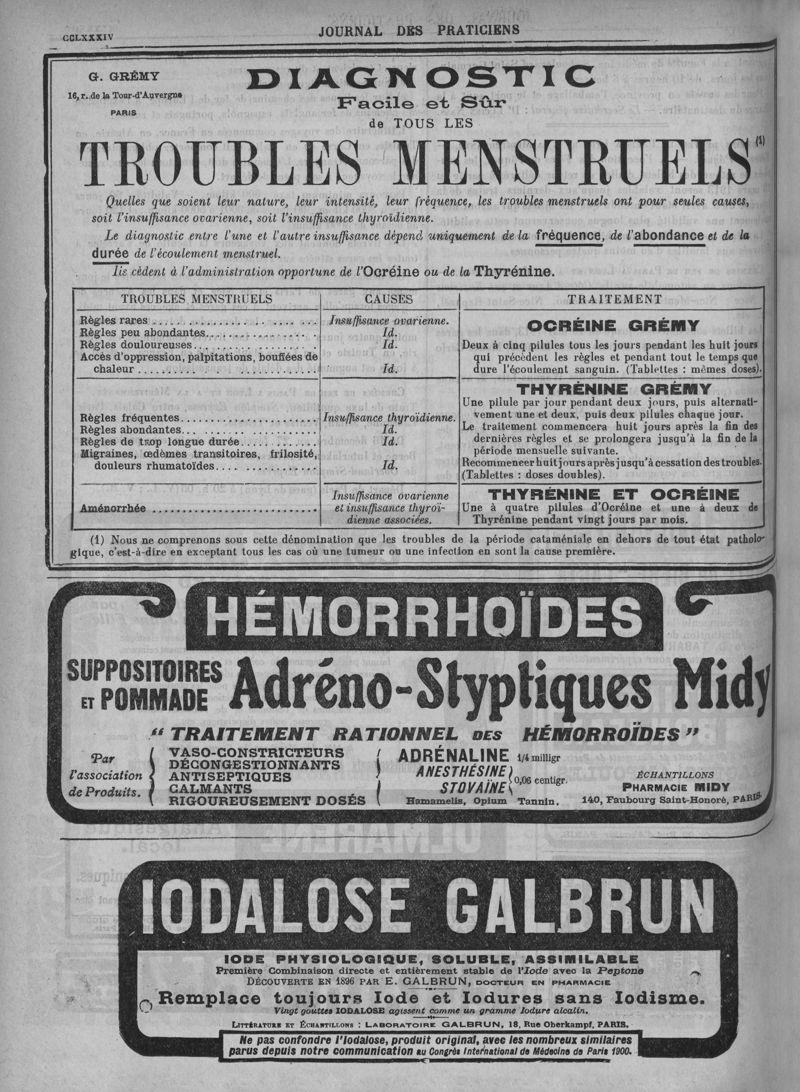 CCLXXXIV
JOURNAL DES PRATICIENS
G. GRÉMY
16, r. de la Tour-d'Auvergne
PARIS
DIAGNOSTIC
Facile et Sûr
de TOUS LES
TROUBLES MENSTRUELS (1)
Quelles que soient leur nature, leur intensité, leur fréquence, les troubles menstruels ont pour seules causes,
soit l'insuffisance ovarienne, soit l'insuffisance thyroïdienne.
Le diagnostic entre l'une et l'autre insuffisance dépend uniquement de la fréquence, de l'abondance et de la
durée de l'écoulement menstruel.
Ils cèdent à l'administration opportune de l'Ocréine ou de la Thyrénine.
TROUBLES MENSTRUELS
CAUSES
TRAITEMENT
Règles rares
Insuffisance ovarienne.
Règles peu abondantes
Id.
Règles douloureuses
Id.
Accès d'oppression, palpitations, bouffées de
chaleur
Id.
OCRÉINE GRÉMY
Deux à cinq pilules tous les jours pendant les huit jours
qui précèdent les règles et pendant tout le temps que
dure l'écoulement sanguin. (Tablettes : mêmes doses).
Règles fréquentes
Insuffisance thyroïdienne.
Règles abondantes
Id.
Règles de trop longue durée
Id.
Migraines, œdèmes transitoires, frilosité,
douleurs rhumatoïdes
Id.
THYRÉNINE GRÉMY
Une pilule par jour pendant deux jours, puis alternati-
vement une et deux, puis deux pilules chaque jour.
Le traitement commencera huit jours après la fin des
dernières règles et se prolongera jusqu'à la fin de la
période mensuelle suivante.
Recommencer huit jours après jusqu'à cessation des troubles.
(Tablettes : doses doubles).
Aménorrhée
Insuffisance ovarienne
et insuffisance thyroï-
dienne associées.
THYRÉNINE ET OCRÉINE
Une à quatre pilules d'Ocréine et une à deux de
Thyrénine pendant vingt jours par mois.
(1) Nous ne comprenons sous cette dénomination que les troubles de la période cataméniale en dehors de tout état patholo-
gique, c'est-à-dire en exceptant tous les cas où une tumeur ou une infection en sont la cause première.
HÉMORRHOÏDES
SUPPOSITOIRES
ET POMMADE
Adréno-Styptiques Midy
“ TRAITEMENT RATIONNEL DES HÉMORROÏDES ”
Par
l'association
de Produits.
VASO-CONSTRICTEURS
DÉCONGESTIONNANTS
ANTISEPTIQUES
CALMANTS
RIGOUREUSEMENT DOSÉS
ADRÉNALINE 1/4 milligr
ANESTHÉSINE
STOVAÏNE
0,06 centigr.
Hamamelis, Opium Tannin.
ÉCHANTILLONS
PHARMACIE MIDY
140, Faubourg Saint-Honoré, PARIS
IODALOSE GALBRUN
IODE PHYSIOLOGIQUE, SOLUBLE, ASSIMILABLE
Première Combinaison directe et entièrement stable de l'Iode avec la Peptone
DÉCOUVERTE EN 1896 PAR E. GALBRUN, DOCTEUR EN PHARMACIE
Remplace toujours Iode et Iodures sans Iodisme.
Vingt gouttes IODALOSE agissent comme un gramme Iodure alcalin.
LITTÉRATURE ET ÉCHANTILLONS : LABORATOIRE GALBRUN, 18, Rue Oberkampf, PARIS.
Ne pas confondre l'Iodalose, produit original, avec les nombreux similaires
parus depuis notre communication au Congrès International de Médecine de Paris 1900.